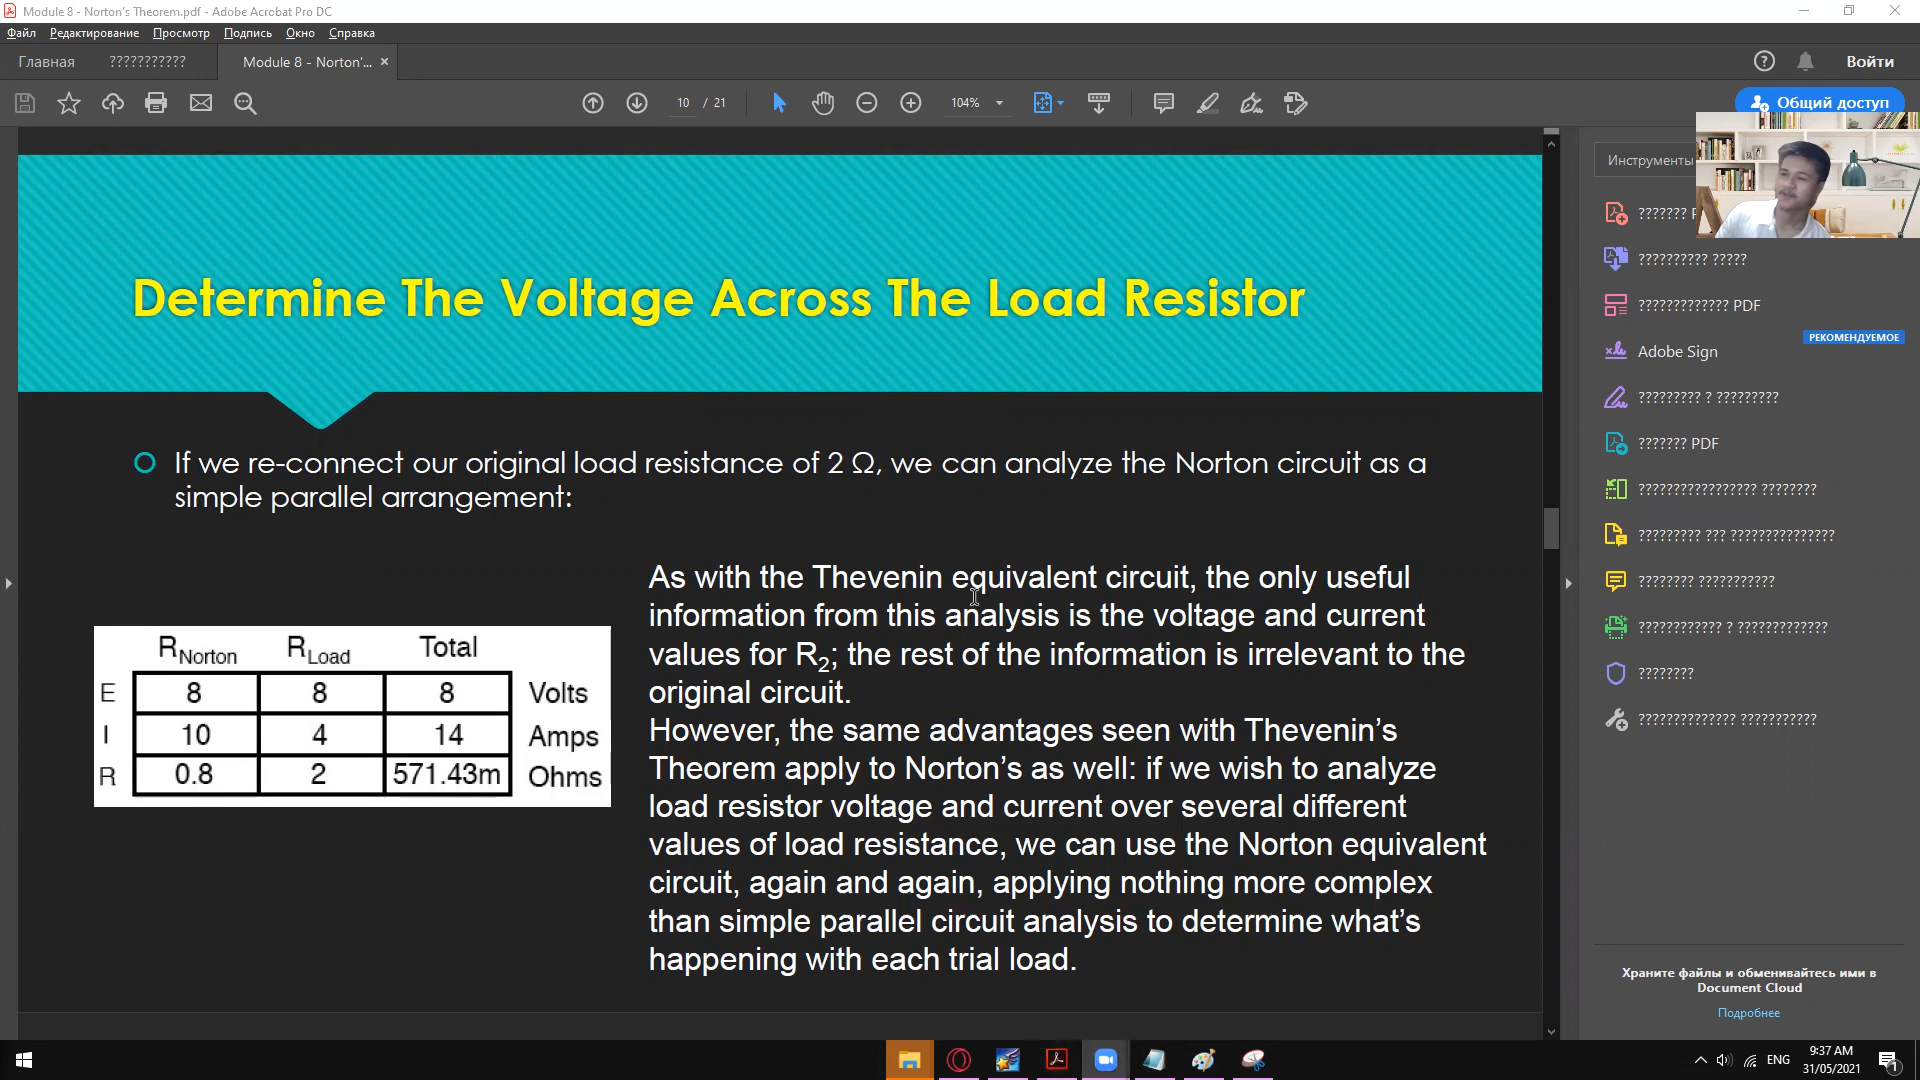 Module 8 - Norton's Theorem.pdf - Adobe Acrobat Pro DC
Файл Редактирование Просмотр Подпись Окно Справка
Главная ??????????? Module 8 - Norton'... × Войти
10 / 21 104% Общий доступ
Инструменты
Determine The Voltage Across The Load Resistor
If we re-connect our original load resistance of 2 Ω, we can analyze the Norton circuit as a
simple parallel arrangement:
R Norton R Load Total
E 8 8 8 Volts
I 10 4 14 Amps
R 0.8 2 571.43m Ohms
As with the Thevenin equivalent circuit, the only useful
information from this analysis is the voltage and current
values for R2; the rest of the information is irrelevant to the
original circuit.
However, the same advantages seen with Thevenin’s
Theorem apply to Norton’s as well: if we wish to analyze
load resistor voltage and current over several different
values of load resistance, we can use the Norton equivalent
circuit, again and again, applying nothing more complex
than simple parallel circuit analysis to determine what’s
happening with each trial load.
??????? P
?????????? ?????
????????????? PDF
РЕКОМЕНДУЕМОЕ
Adobe Sign
????????? ? ?????????
??????? PDF
????????????????? ????????
????????? ??? ???????????????
???????? ???????????
???????????? ? ?????????????
????????
?????????????? ???????????
Храните файлы и обменивайтесь ими в
Document Cloud
Подробнее
ENG
9:37 AM
31/05/2021
1